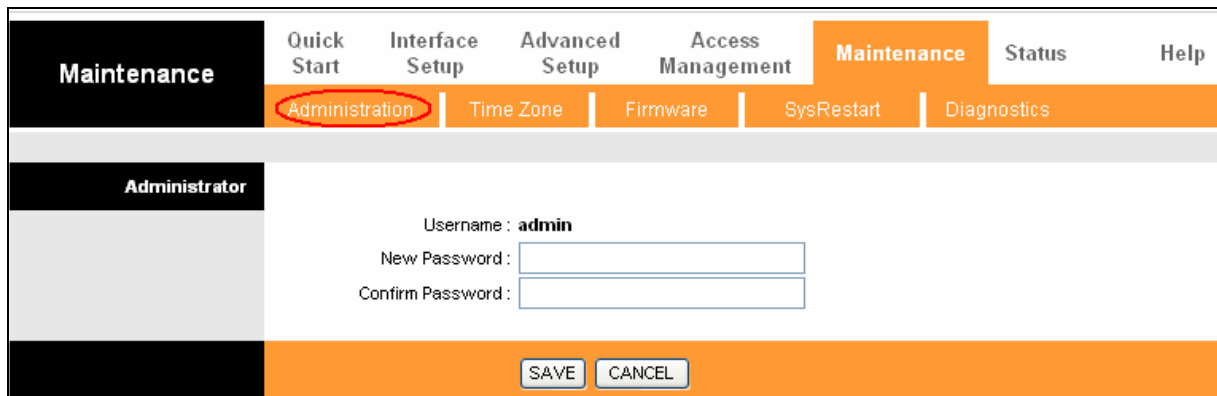 Maintenance
Quick Start
Interface Setup
Advanced Setup
Access Management
Maintenance
Status
Help
Administration
Time Zone
Firmware
SysRestart
Diagnostics
Administrator
Username : admin
New Password :
Confirm Password :
SAVE
CANCEL